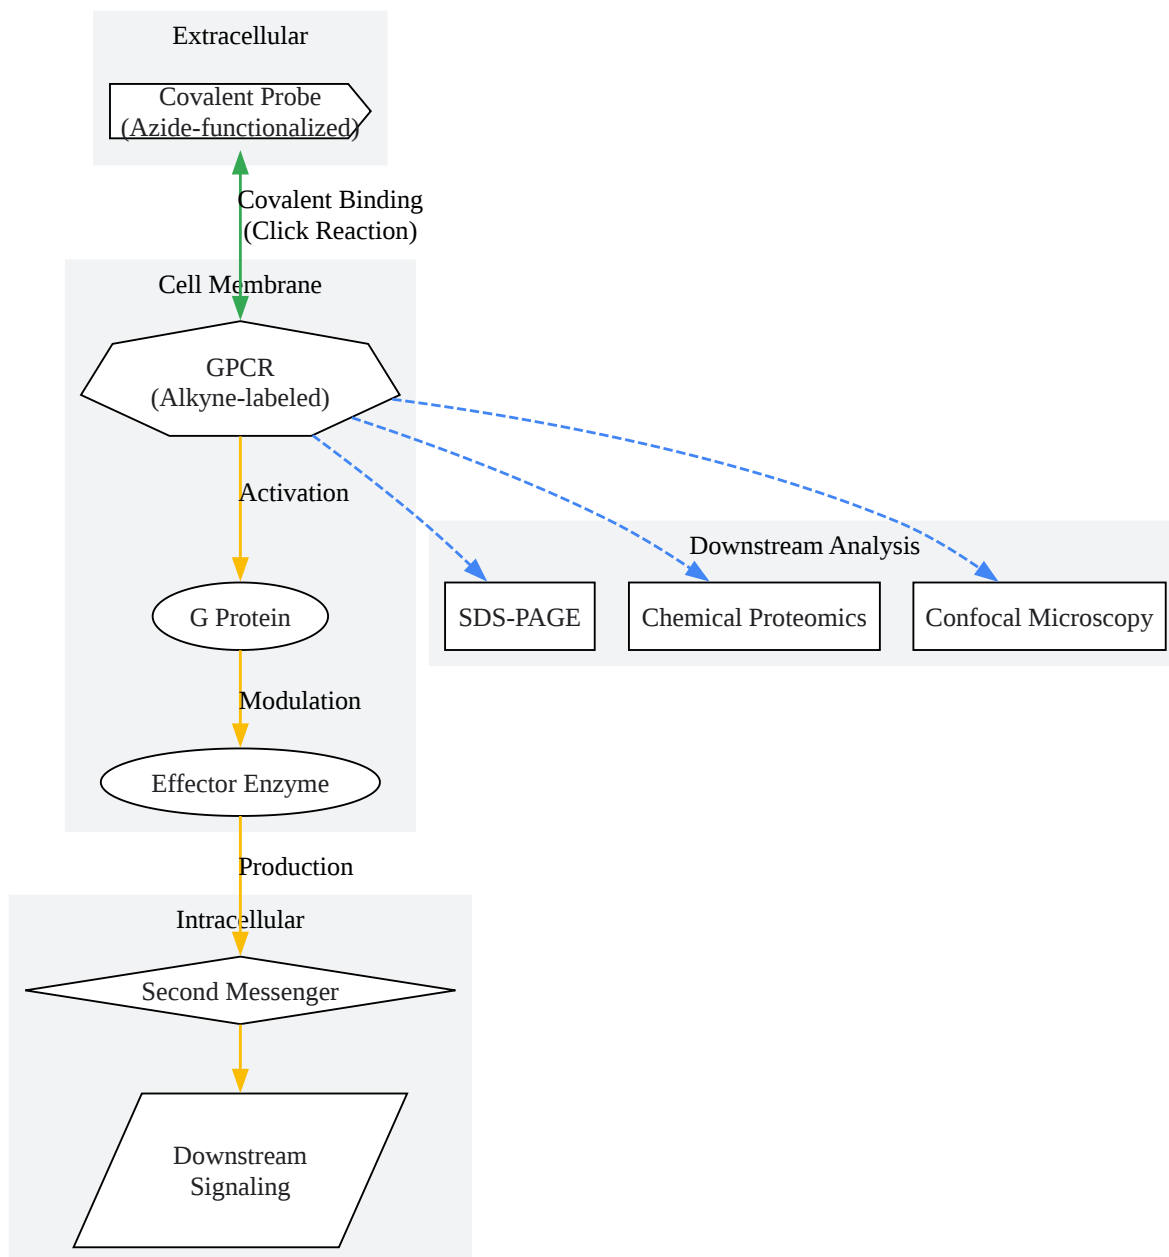 Extracellular
Covalent Probe
(Azide-functionalized)
Covalent Binding
(Click Reaction)
Cell Membrane
GPCR
(Alkyne-labeled)
Activation
Downstream Analysis
G Protein
SDS-PAGE
Chemical Proteomics
Confocal Microscopy
Modulation
Effector Enzyme
Production
Intracellular
Second Messenger
Downstream
Signaling